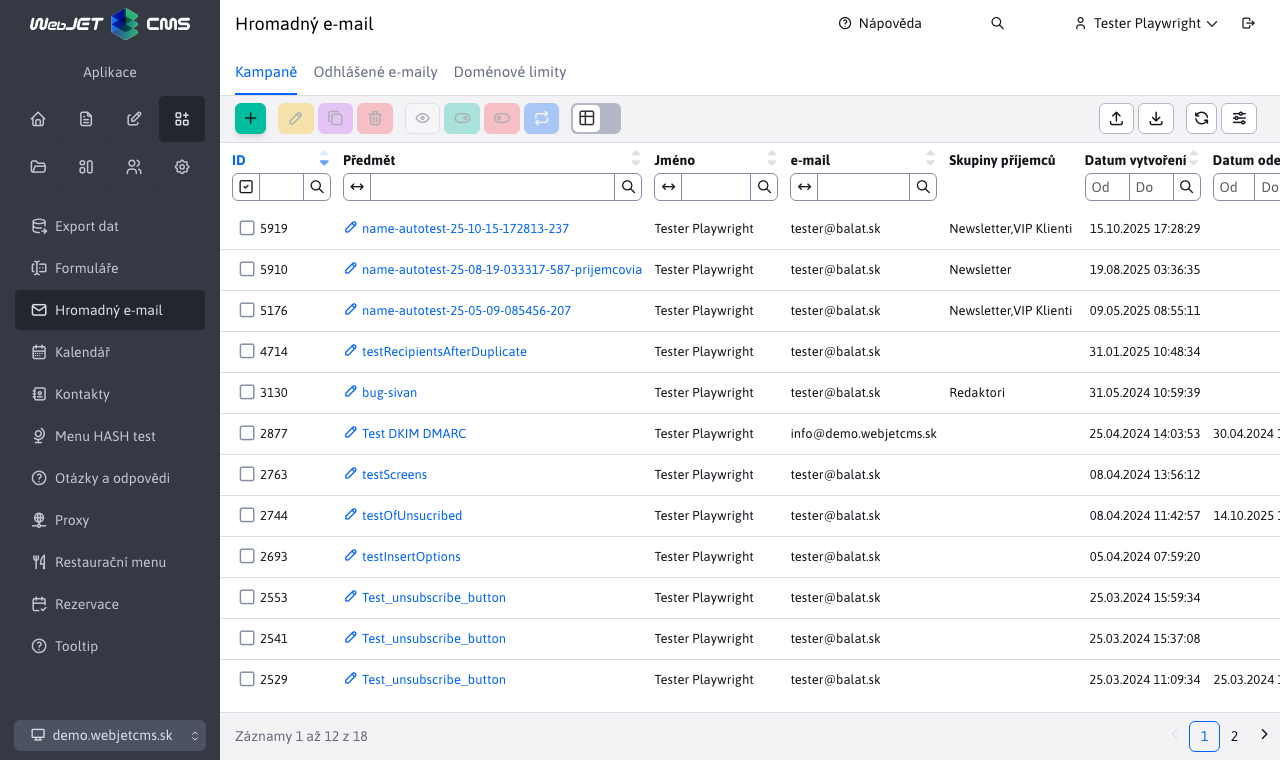 WebJET CMS
Hromadný e-mail
Nápověda
Tester Playwright
Aplikace
Kampaně Odhlášené e-maily Doménové limity
Export dat
Formuláře
Hromadný e-mail
Kalendář
Kontakty
Menu HASH test
Otázky a odpovědi
Proxy
Restaurační menu
Rezervace
Tooltip
demo.webjetcms.sk
ID Předmět Jméno e-mail Skupiny příjemců Datum vytvoření Datum ode
Od Do Od Do
5919 name-autotest-25-10-15-172813-237 Tester Playwright tester@balat.sk Newsletter,VIP Klienti 15.10.2025 17:28:29
5910 name-autotest-25-08-19-033317-587-prijemcovia Tester Playwright tester@balat.sk Newsletter 19.08.2025 03:36:35
5176 name-autotest-25-05-09-085456-207 Tester Playwright tester@balat.sk Newsletter,VIP Klienti 09.05.2025 08:55:11
4714 testRecipientsAfterDuplicate Tester Playwright tester@balat.sk 31.01.2025 10:48:34
3130 bug-sivan Tester Playwright tester@balat.sk Redaktori 31.05.2024 10:59:39
2877 Test DKIM DMARC Tester Playwright info@demo.webjetcms.sk 25.04.2024 14:03:53 30.04.2024 1
2763 testScreens Tester Playwright tester@balat.sk 08.04.2024 13:56:12
2744 testOfUnsucribed Tester Playwright tester@balat.sk 08.04.2024 11:42:57 14.10.2025 1
2693 testInsertOptions Tester Playwright tester@balat.sk 05.04.2024 07:59:20
2553 Test_unsubscribe_button Tester Playwright tester@balat.sk 25.03.2024 15:59:34
2541 Test_unsubscribe_button Tester Playwright tester@balat.sk 25.03.2024 15:37:08
2529 Test_unsubscribe_button Tester Playwright tester@balat.sk 25.03.2024 11:09:34 25.03.2024 1
Záznamy 1 až 12 z 18
1 2